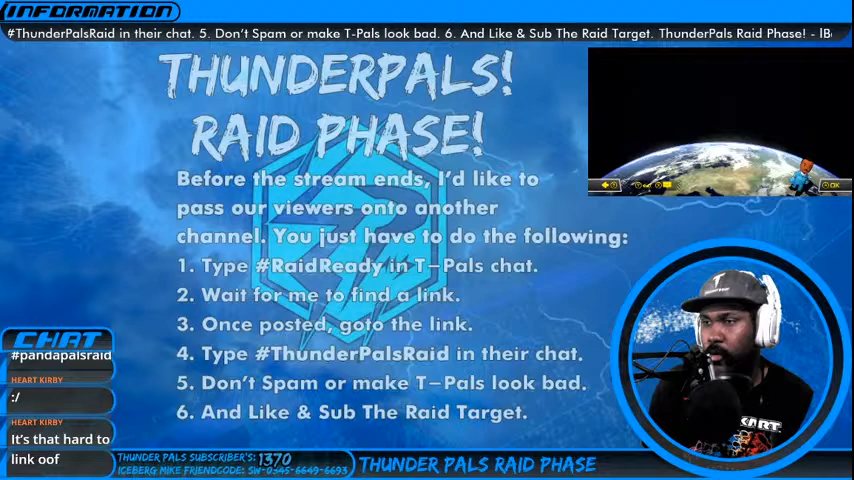 INFORMATION
#ThunderPalsRaid in their chat. 5. Don't Spam or make T-Pals look bad. 6. And Like & Sub The Raid Target. ThunderPals Raid Phase! -
THUNDERPALS!
RAID PHASE!
Before the stream ends, I'd like to
pass our viewers onto another
channel. You just have to do the following:
1. Type #RaidReady in T-Pals chat.
2. Wait for me to find a link.
3. Once posted, goto the link.
4. Type #ThunderPalsRaid in their chat.
5. Don't Spam or make T-Pals look bad.
6. And Like & Sub The Raid Target.
OK
CHAT
#pandapalsraid
HEART KIRBY
:/
HEART KIRBY
It's that hard to
link oof
THUNDER PALS SUBSCRIBER'S: 1370
ICEBERG MIKE FRIENDCODE: SW-0345-6649-6693
THUNDER PALS RAID PHASE